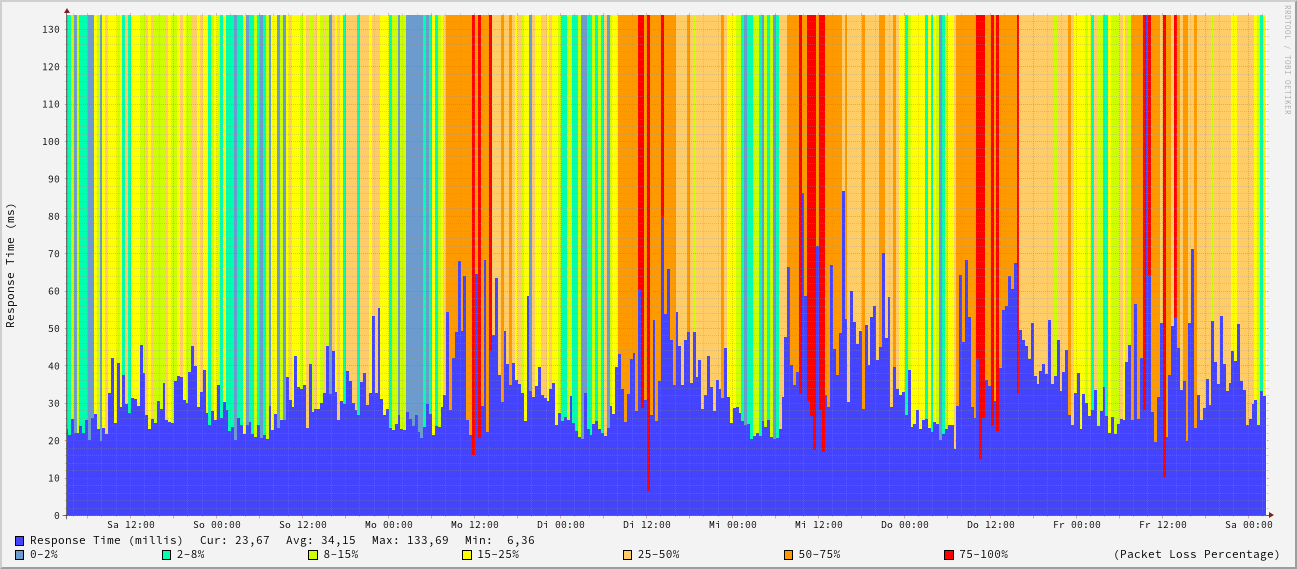 RRDTOOL / TOBI OETIKER
Response Time (ms)
130
120
110
100
90
80
70
60
50
40
30
20
10
0
Sa 12:00 So 00:00 So 12:00 Mo 00:00 Mo 12:00 Di 00:00 Di 12:00 Mi 00:00 Mi 12:00 Do 00:00 Do 12:00 Fr 00:00 Fr 12:00 Sa 00:00
Response Time (millis) Cur: 23,67 Avg: 34,15 Max: 133,69 Min: 6,36
0-2% 2-8% 8-15% 15-25% 25-50% 50-75% 75-100% (Packet Loss Percentage)